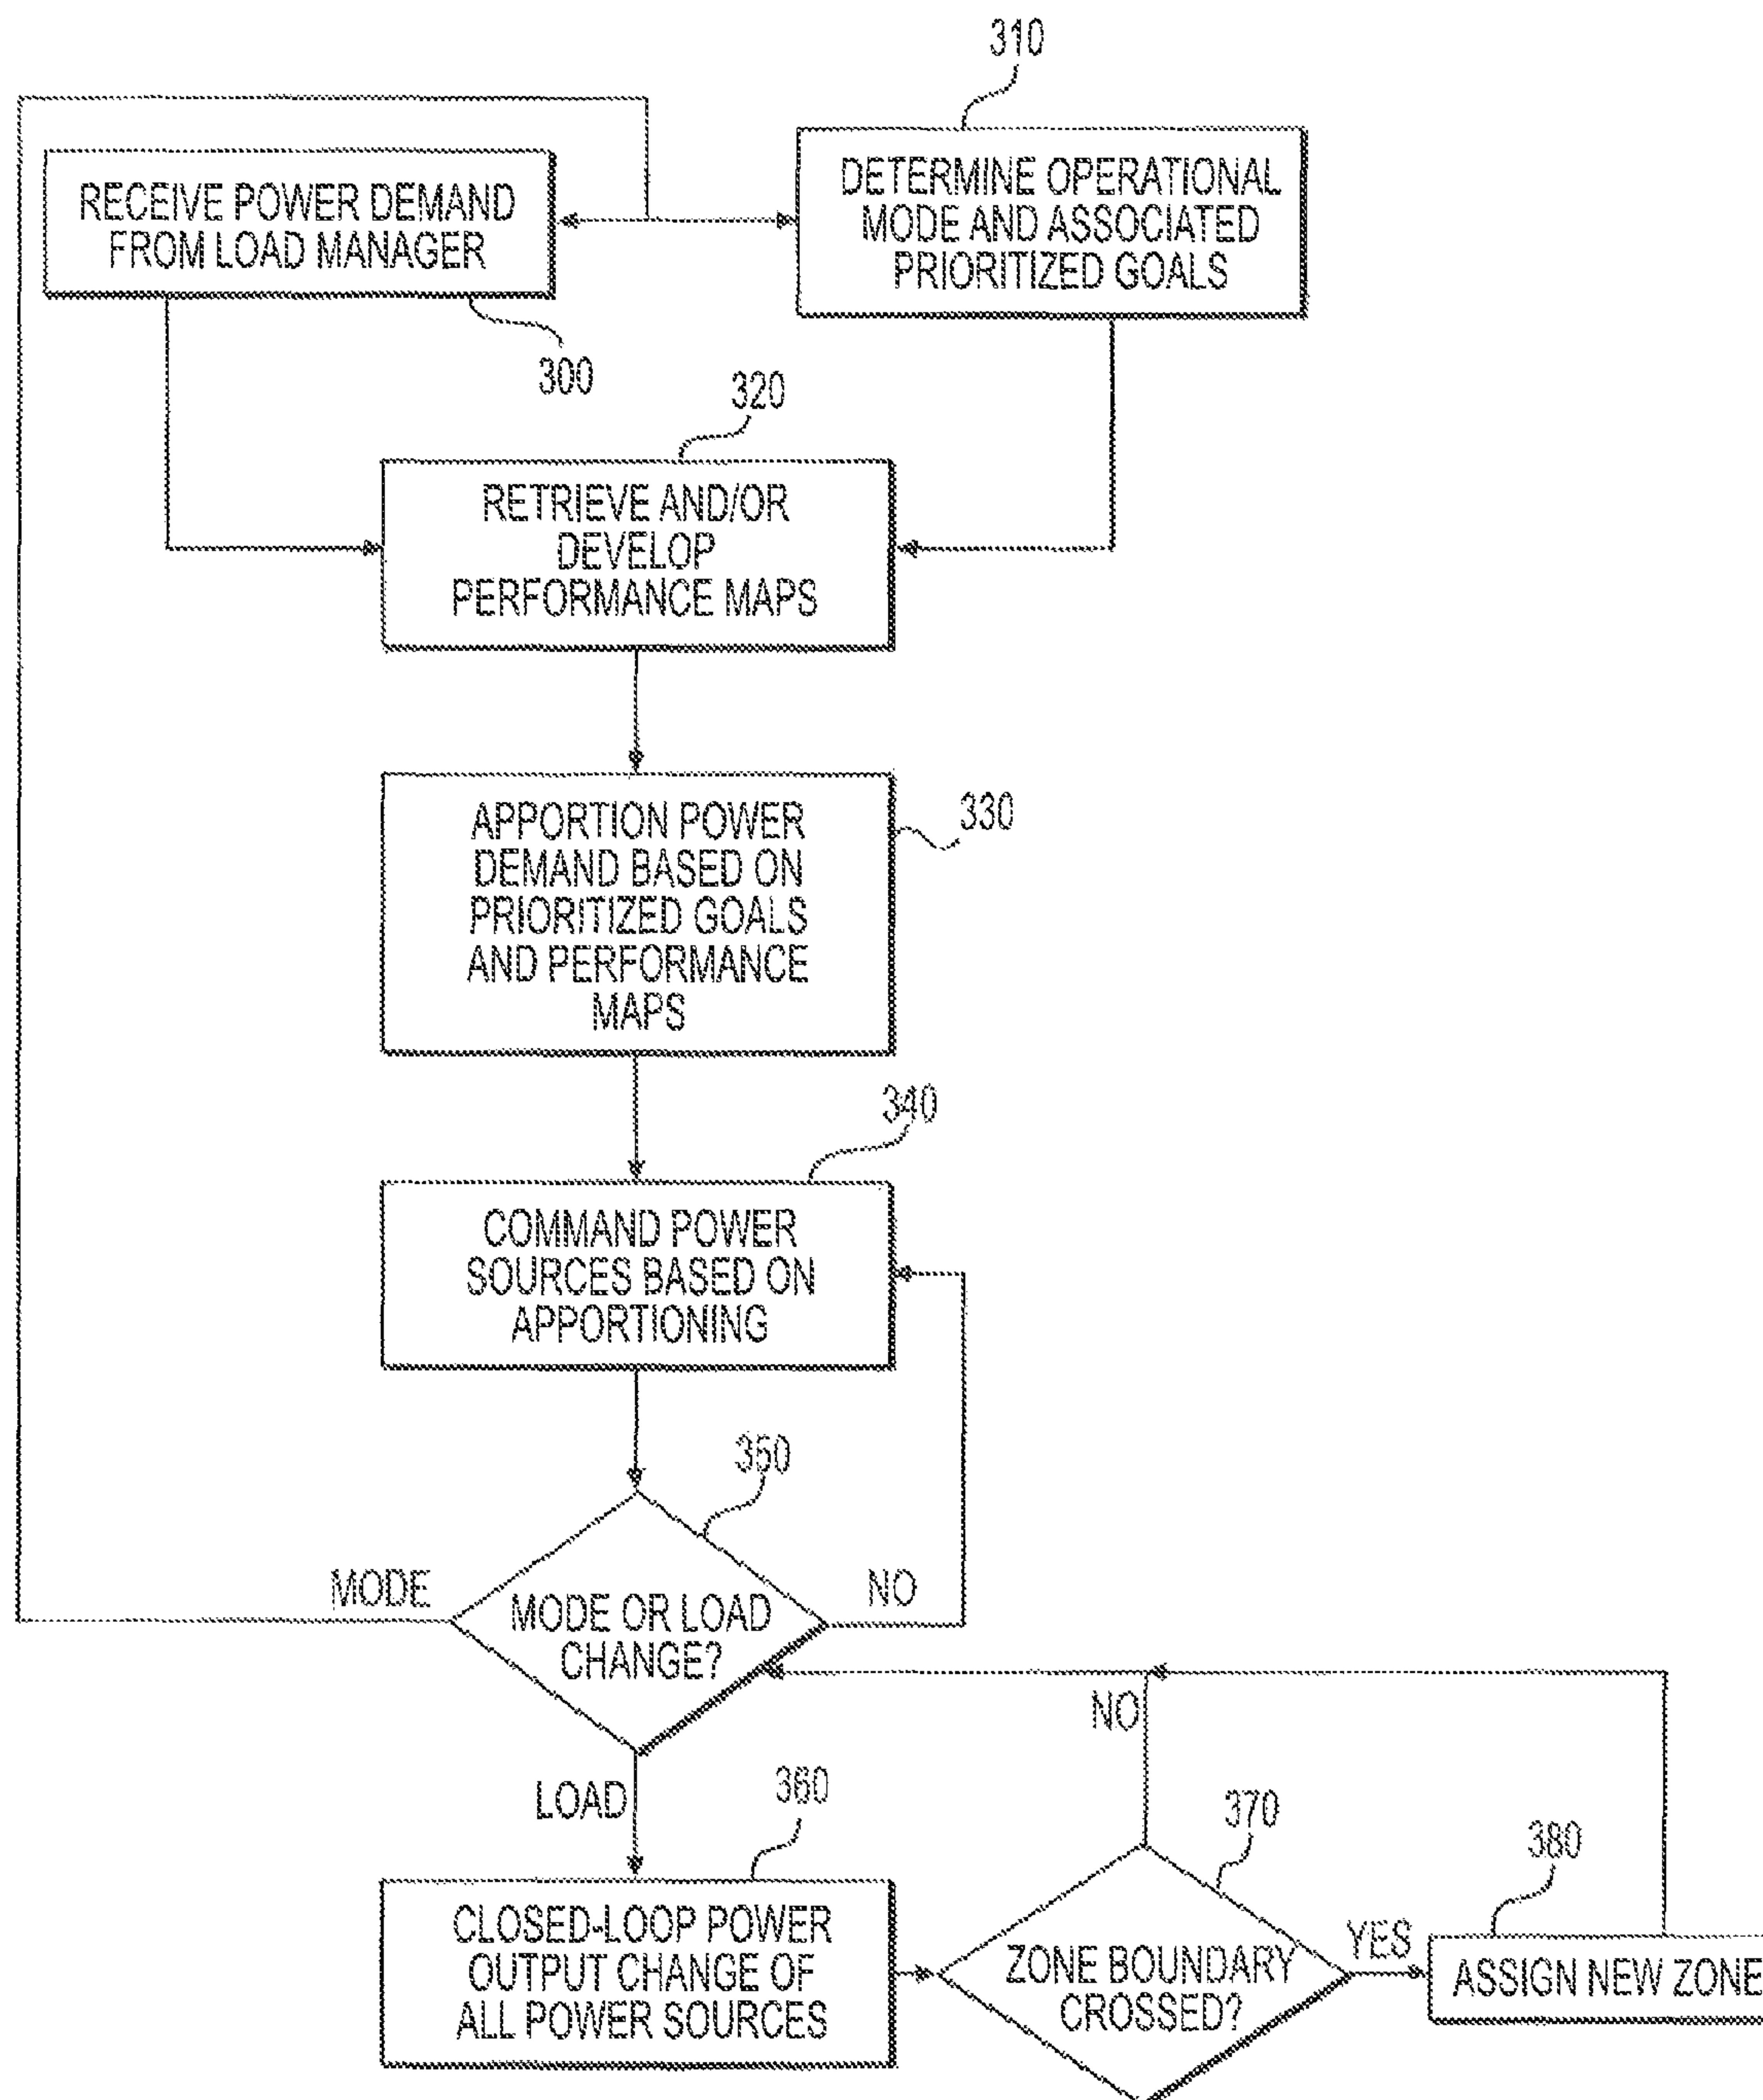 310
RECEIVE POWER DEMAND
FROM LOAD MANAGER
DETERMINE OPERATIONAL
MODE AND ASSOCIATED
PRIORITIZED GOALS
300
320
RETRIEVE AND/OR
DEVELOP
PERFORMANCE MAPS
APPORTION POWER
DEMAND BASED ON
PRIORITIZED GOALS
AND PERFORMANCE
MAPS
330
340
COMMAND POWER
SOURCES BASED ON
APPORTIONING
350
MODE
MODE OR LOAD
CHANGE?
NO
NO
LOAD
360
370
380
CLOSED-LOOP POWER
OUTPUT CHANGE OF
ALL POWER SOURCES
ZONE BOUNDARY
CROSSED?
YES
ASSIGN NEW ZONE